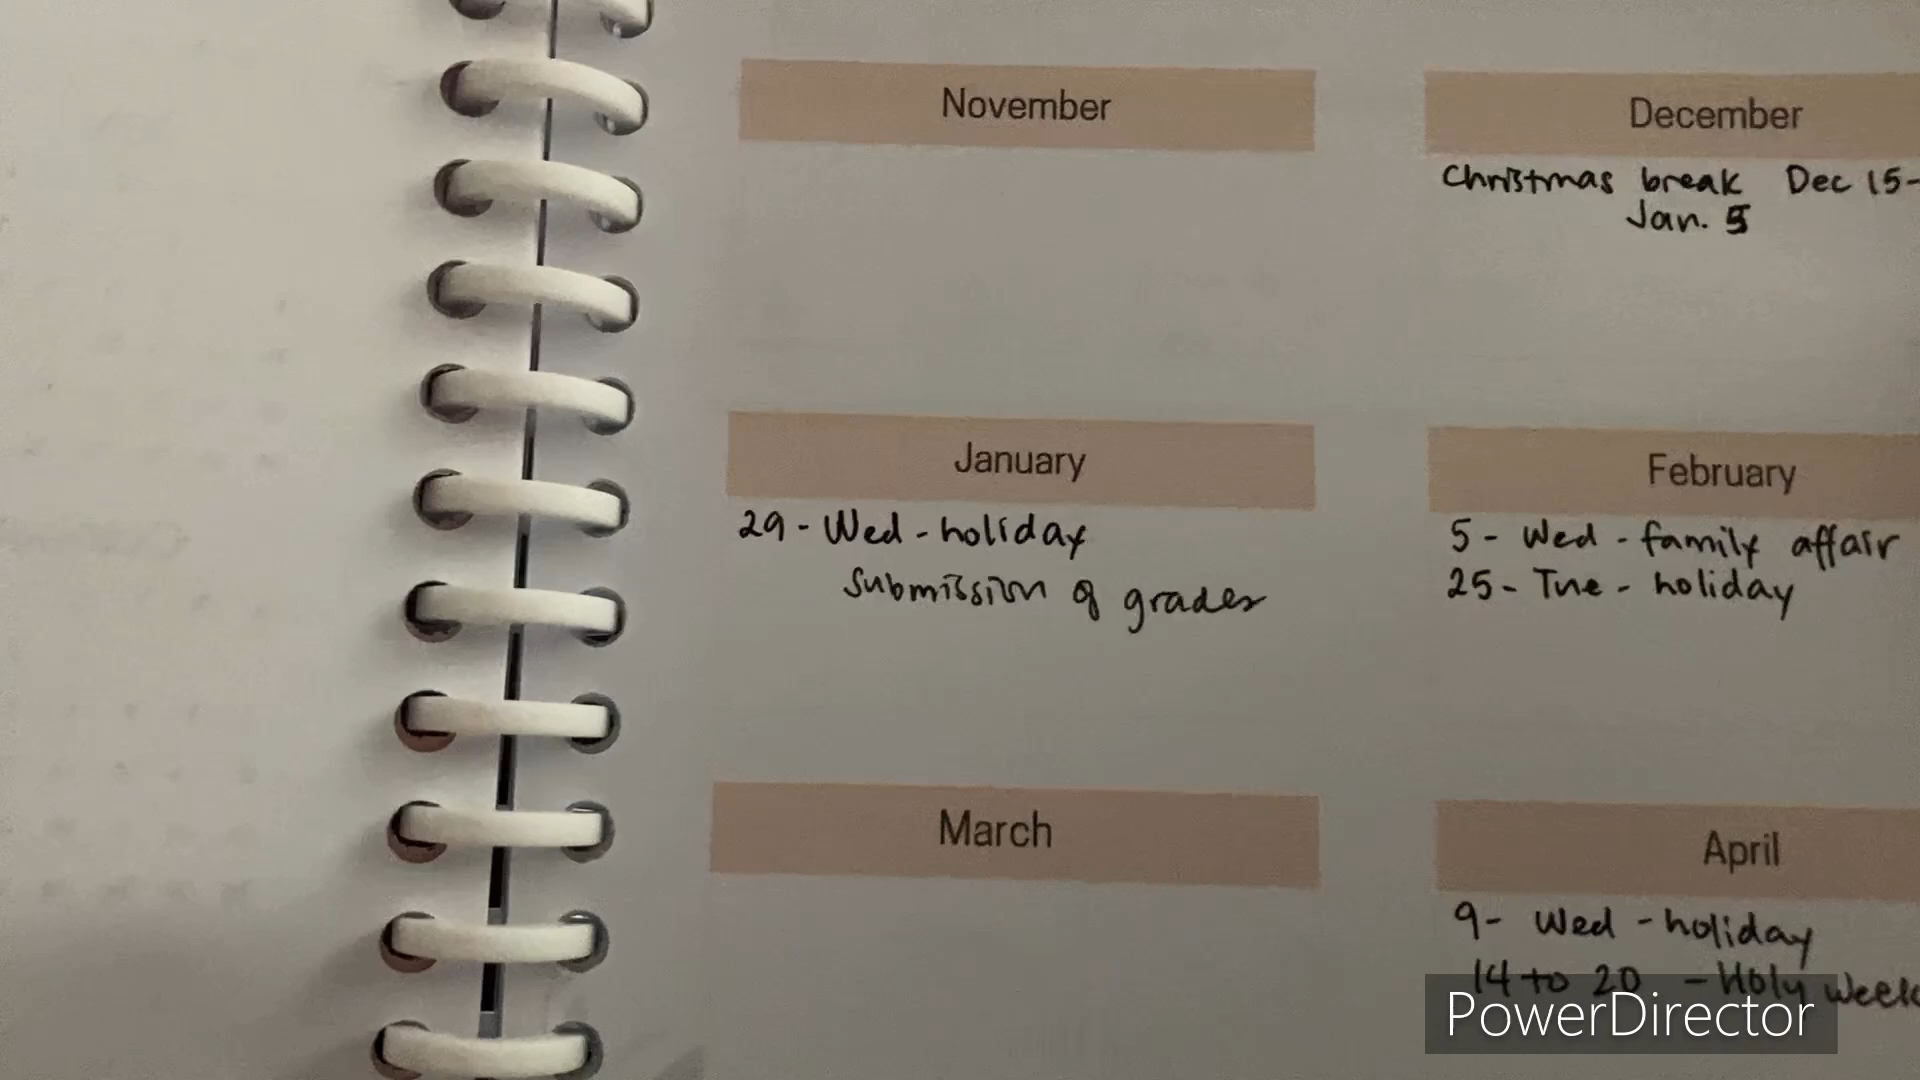 November
December
Christmas break Dec 15-
Jan. 5
January
February
29 - Wed - holiday
submission of grades
5 - Wed - family affair
25 - Tue - holiday
March
April
9 - Wed - holiday
14 to 20 - Holy Week
PowerDirector